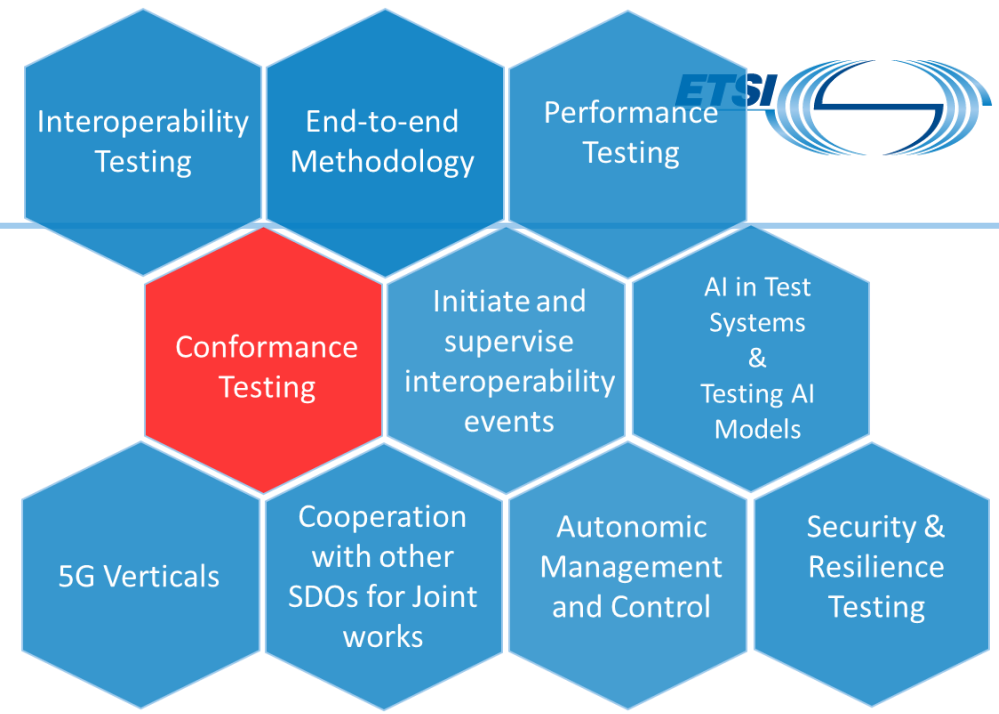 Interoperability
Testing
End-to-end
Methodology
Performance
Testing
ETSI
Conformance
Testing
Initiate and
supervise
interoperability
events
AI in Test
Systems
&
Testing AI
Models
5G Verticals
Cooperation
with other
SDOs for Joint
works
Autonomic
Management
and Control
Security &
Resilience
Testing